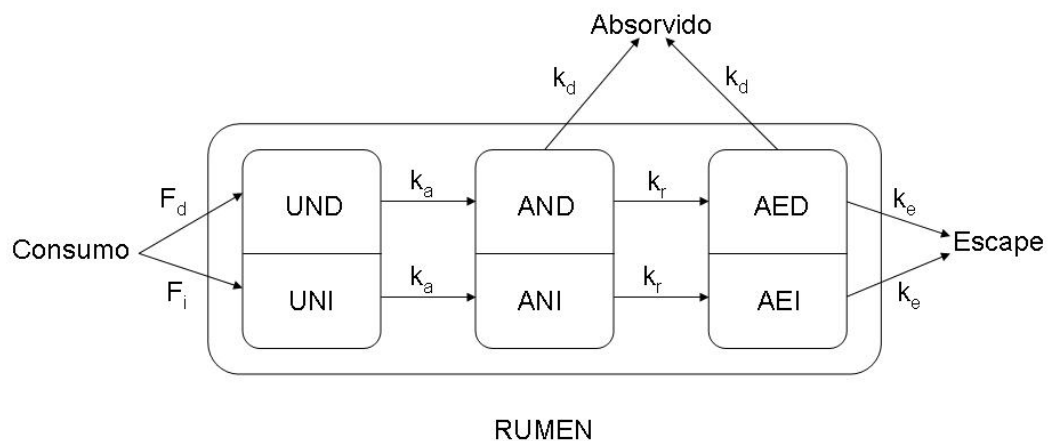 Absorvido
k_d k_d
F_d UND k_a AND k_r AED k_e
Consumo Escape
F_i UNI k_a ANI k_r AEI k_e
RUMEN